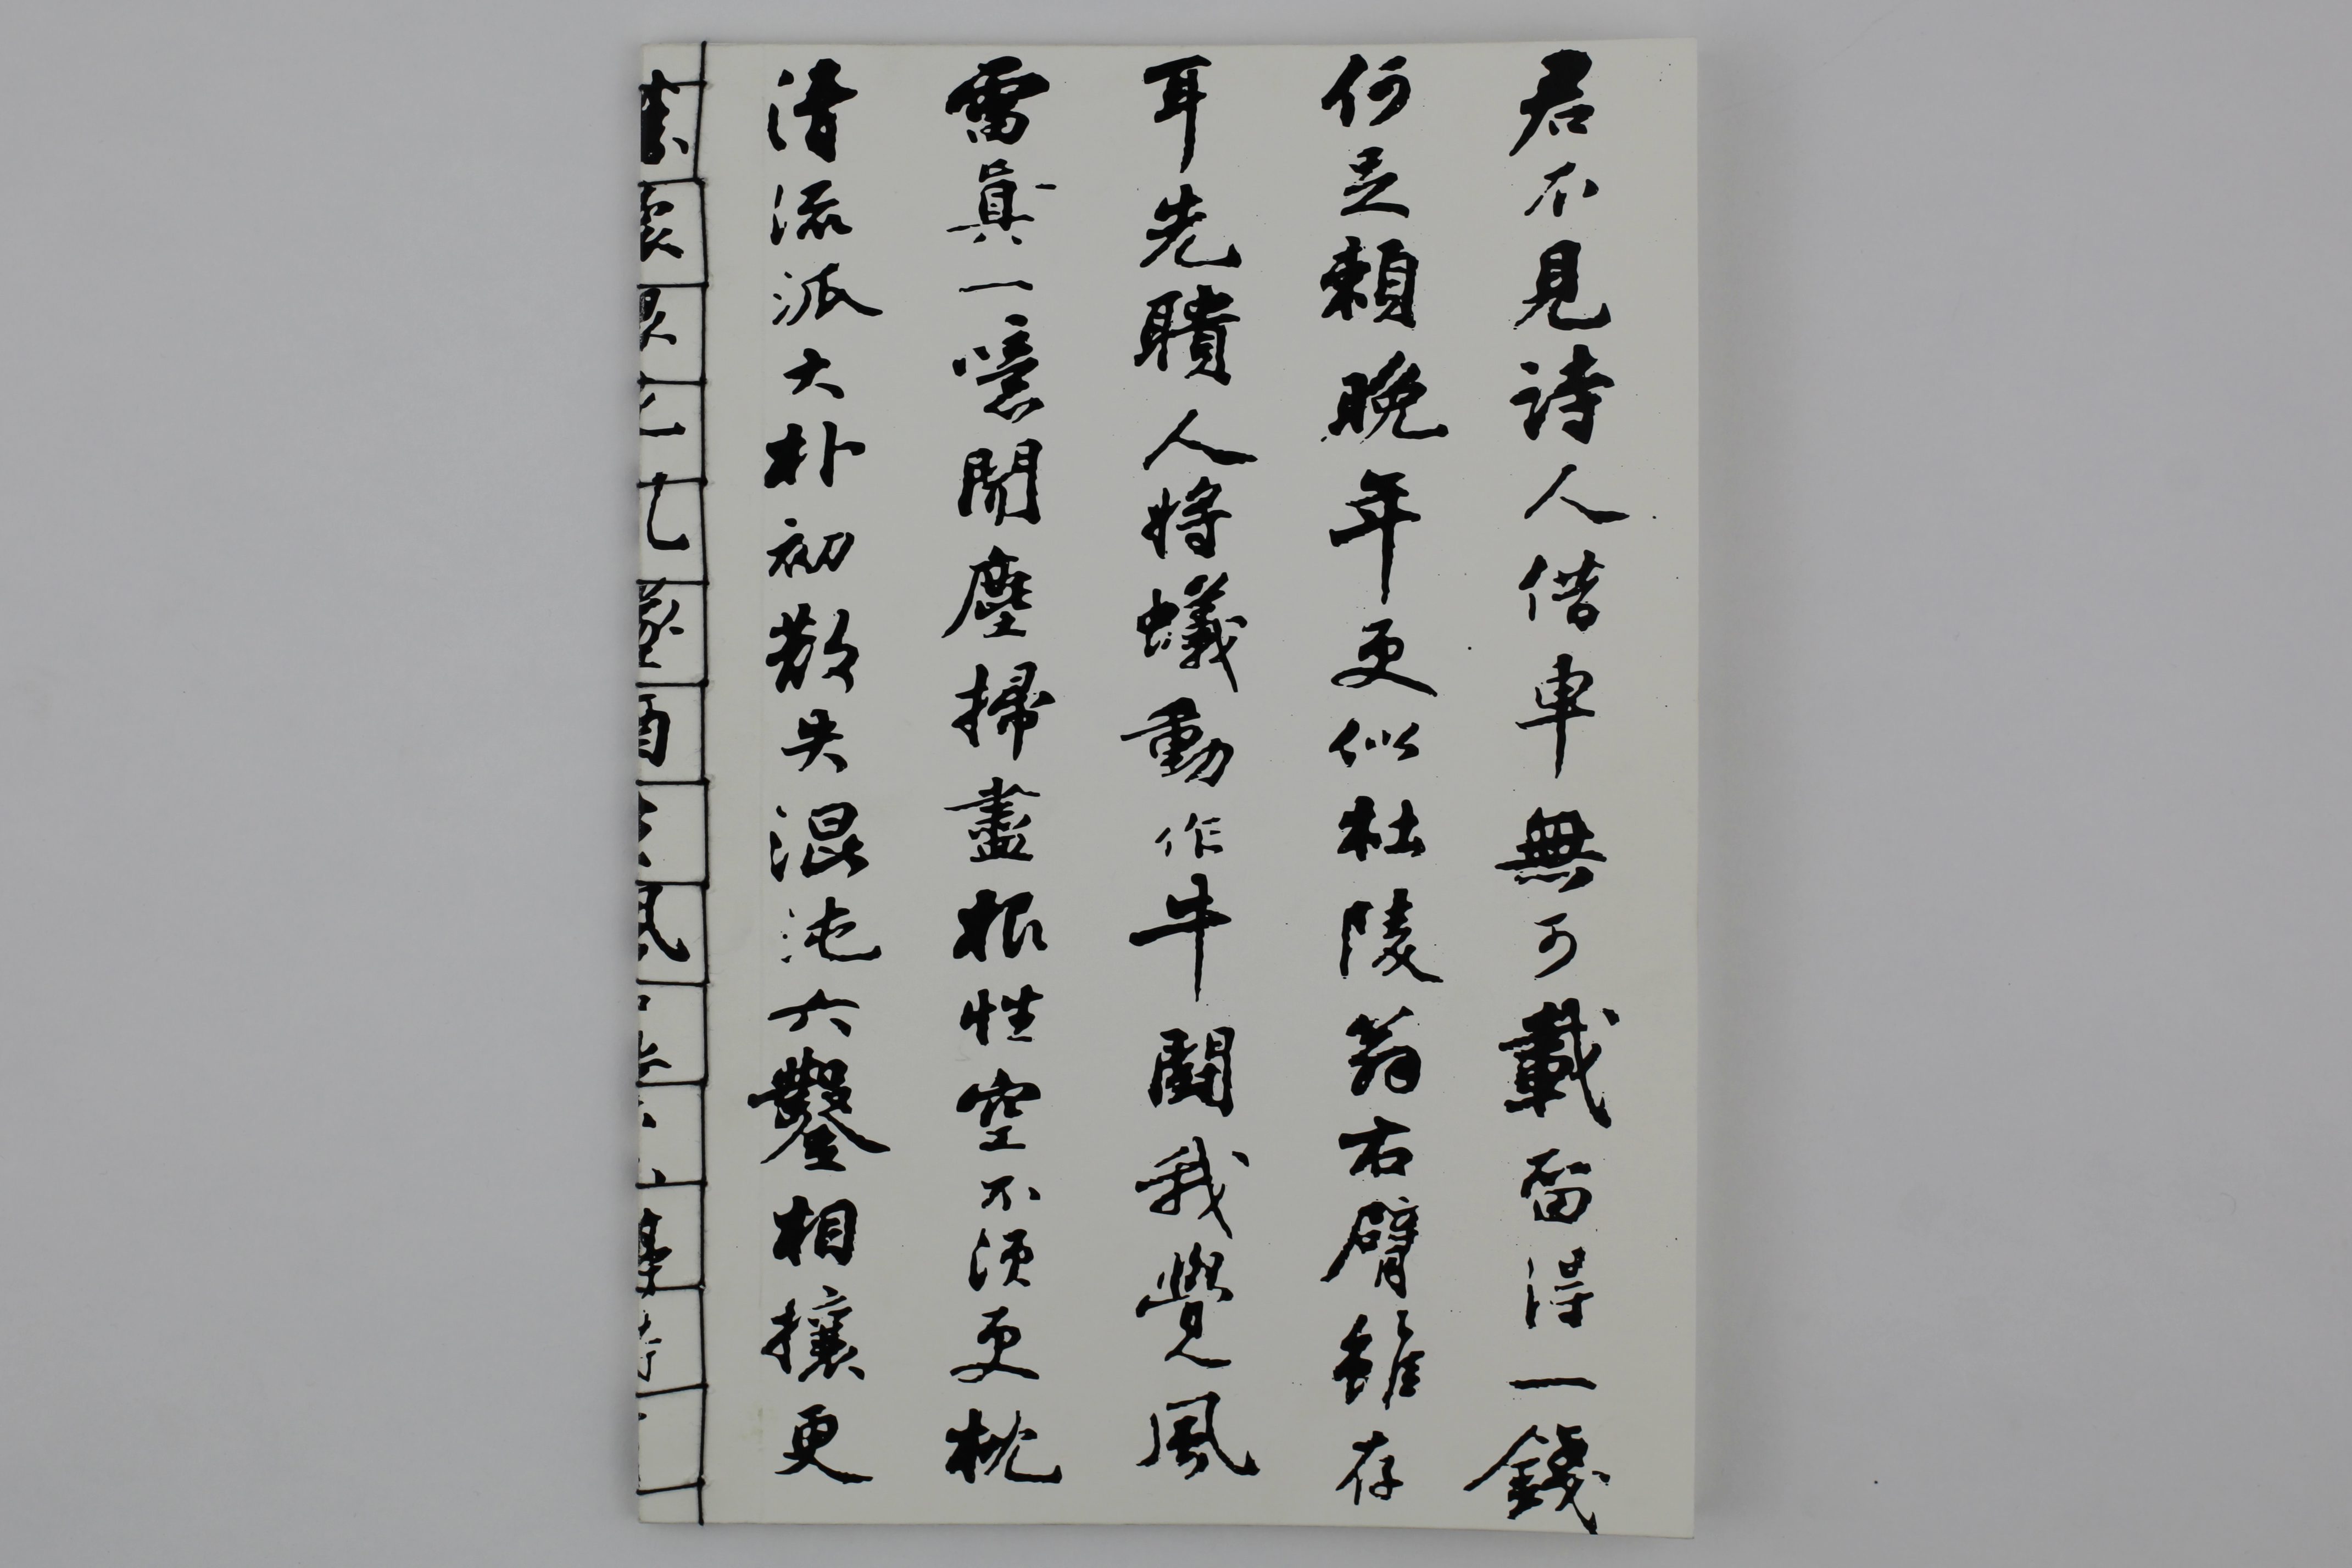 君不見詩人借車無可載留得一錢
何足賴晚年更似杜陵翁右臂雖存
耳先聵人將蟻動作牛鬭我覺風
雷真一噫聞塵掃盡根性空不須更枕
清流派大朴初散失混沌六鑿相攘更